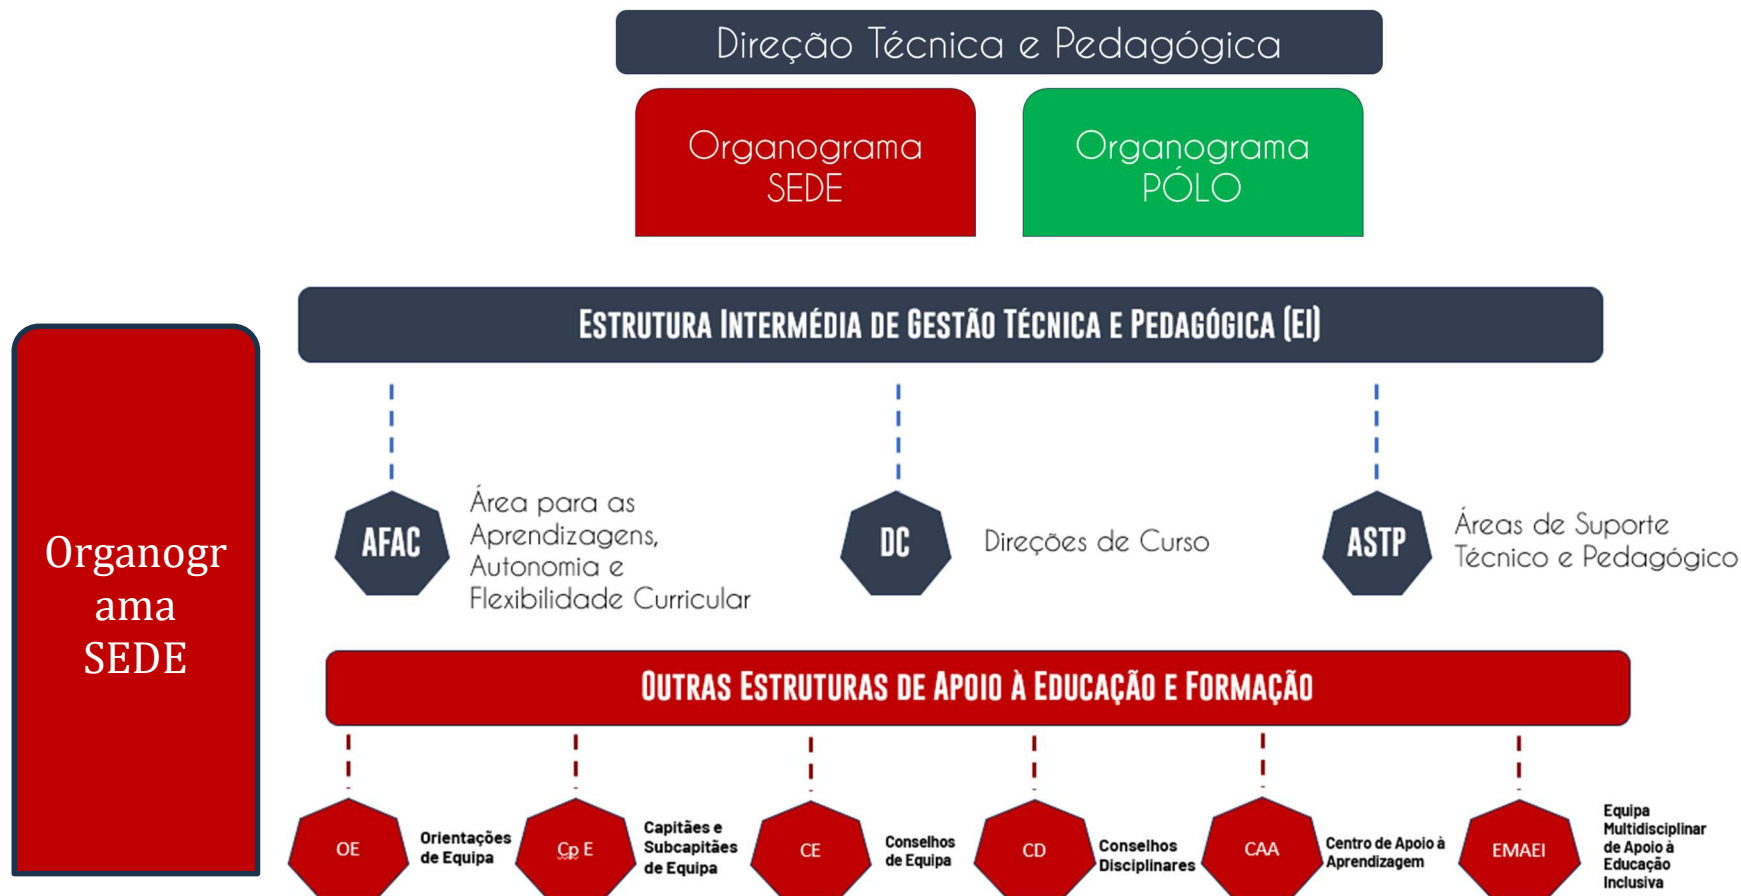 Direção Técnica e Pedagógica
Organograma
SEDE
Organograma
PÓLO
ESTRUTURA INTERMÉDIA DE GESTÃO TÉCNICA E PEDAGÓGICA (EI)
Organogr
ama
SEDE
AFAC
Área para as
Aprendizagens,
Autonomia e
Flexibilidade Curricular
DC
Direções de Curso
ASTP
Áreas de Suporte
Técnico e Pedagógico
OUTRAS ESTRUTURAS DE APOIO À EDUCAÇÃO E FORMAÇÃO
OE
Orientações
de Equipa
Cp E
Capitães e
Subcapitães
de Equipa
CE
Conselhos
de Equipa
CD
Conselhos
Disciplinares
CAA
Centro de Apoio à
Aprendizagem
EMAEI
Equipa
Multidisciplinar
de Apoio à
Educação
Inclusiva